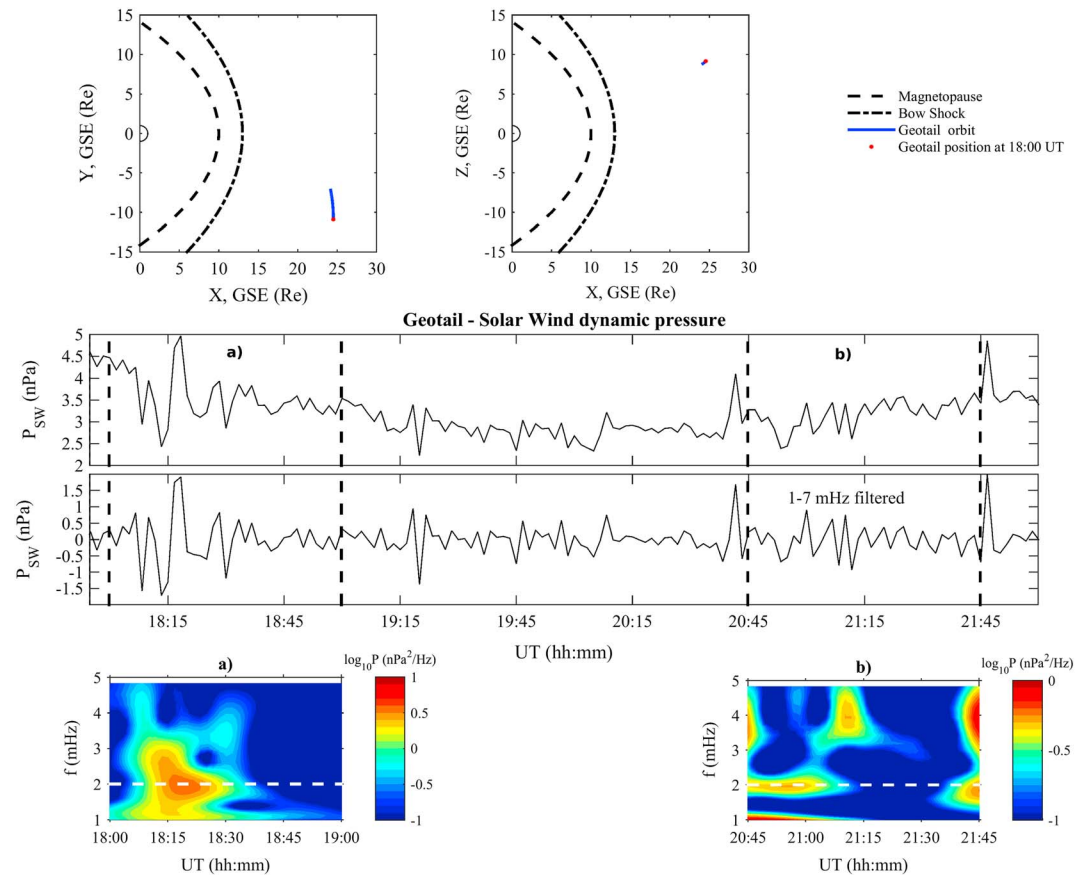 15
10
5
0
-5
-10
-15
Y, GSE (Re)
0 5 10 15 20 25 30
X, GSE (Re)
15
10
5
0
-5
-10
-15
Z, GSE (Re)
0 5 10 15 20 25 30
X, GSE (Re)
Magnetopause
Bow Shock
Geotail orbit
Geotail position at 18:00 UT
Geotail - Solar Wind dynamic pressure
5
4.5
4
3.5
3
2.5
2
P_SW (nPa)
a)
b)
1.5
0.5
0
-0.5
-1.5
P_SW (nPa)
1-7 mHz filtered
18:15 18:45 19:15 19:45 20:15 20:45 21:15 21:45
UT (hh:mm)
a)
log10P (nPa²/Hz)
5
4
3
2
1
f (mHz)
18:00 18:15 18:30 18:45 19:00
UT (hh:mm)
1
0.5
0
-0.5
-1
b)
log10P (nPa²/Hz)
5
4
3
2
1
f (mHz)
20:45 21:00 21:15 21:30 21:45
UT (hh:mm)
0
-0.5
-1